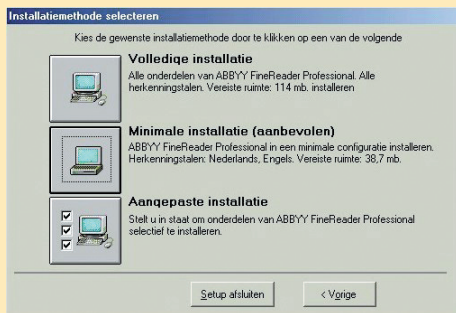 Installatiemethode selecteren
Kies de gewenste installatiemethode door te klikken op een van de volgende
Volledige installatie
Alle onderdelen van ABBYY FineReader Professional. Alle
herkenningstalen. Vereiste ruimte: 114 mb. installeren
Minimale installatie (aanbevolen)
ABBYY FineReader Professional in een minimale configuratie installeren.
Herkenningstalen: Nederlands, Engels. Vereiste ruimte: 38,7 mb.
Aangepaste installatie
Stelt u in staat om onderdelen van ABBYY FineReader Professional
selectief te installeren.
Setup afsluiten
< Vorige